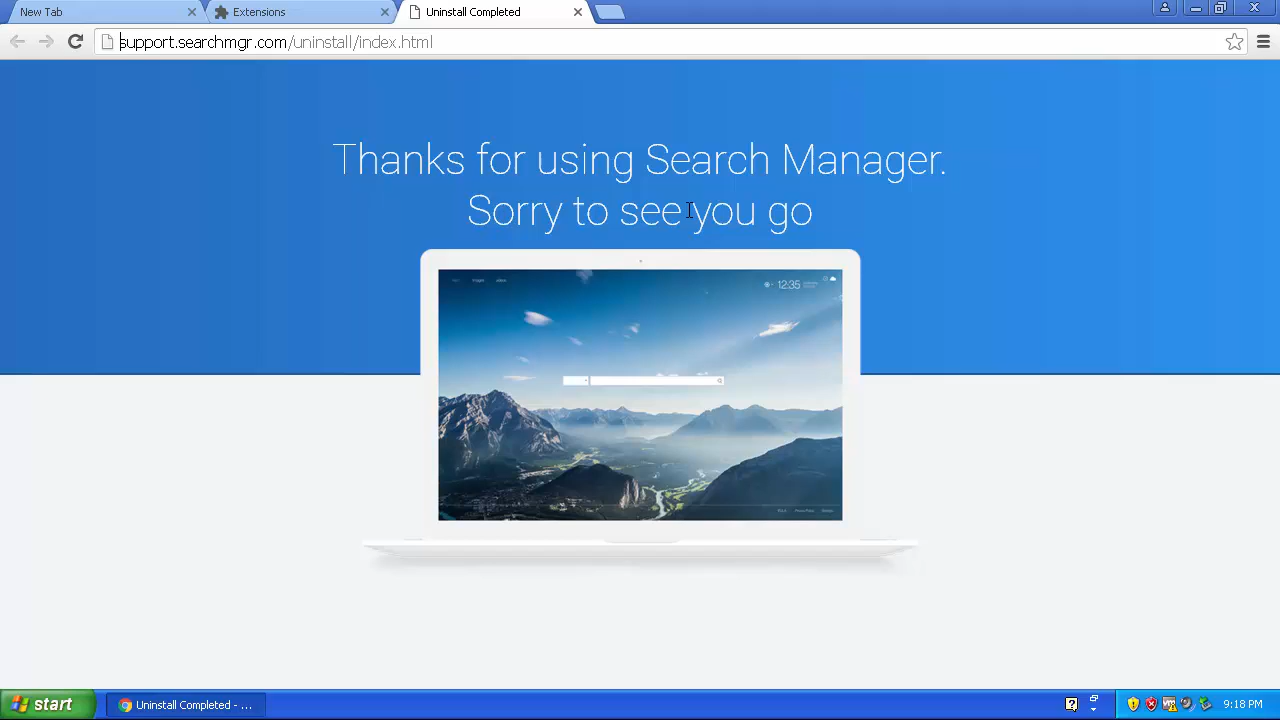 New Tab
Extensions
Uninstall Completed
support.searchmgr.com/uninstall/index.html
Thanks for using Search Manager.
Sorry to see you go
12:35
start
Uninstall Completed - ...
9:18 PM